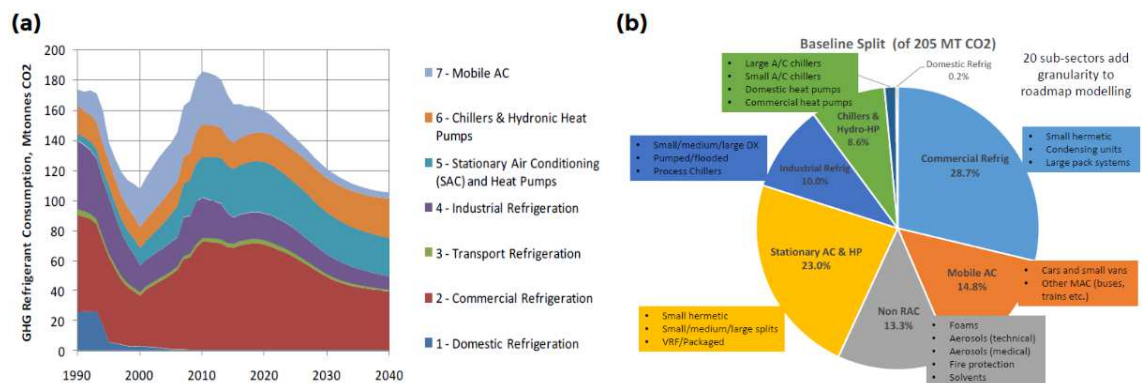 (a)
GHG Refrigerant Consumption, Mtonnes CO2
200
180
160
140
120
100
80
60
40
20
0
1990
2000
2010
2020
2030
2040
7 - Mobile AC
6 – Chillers & Hydronic Heat
Pumps
5 - Stationary Air Conditioning
(SAC) and Heat Pumps
4 - Industrial Refrigeration
3 - Transport Refrigeration
2 - Commercial Refrigeration
1 - Domestic Refrigeration
(b)
Baseline Split (of 205 MT CO2)
20 sub-sectors add
granularity to
roadmap modelling
• Large A/C chillers
• Small A/C chillers
• Domestic heat pumps
• Commercial heat pumps
Domestic Refrig
0.2%
Chillers &
Hydro-HP
8.6%
Commercial Refrig
28.7%
• Small hermetic
• Condensing units
• Large pack systems
• Small/medium/large DX
• Pumped/flooded
• Process Chillers
Industrial Refrig
10.0%
Stationary AC & HP
23.0%
Mobile AC
14.8%
• Cars and small vans
• Other MAC (buses,
trains etc.)
Non RAC
13.3%
• Small hermetic
• Small/medium/large splits
• VRF/Packaged
• Foams
• Aerosols (technical)
• Aerosols (medical)
• Fire protection
• Solvents